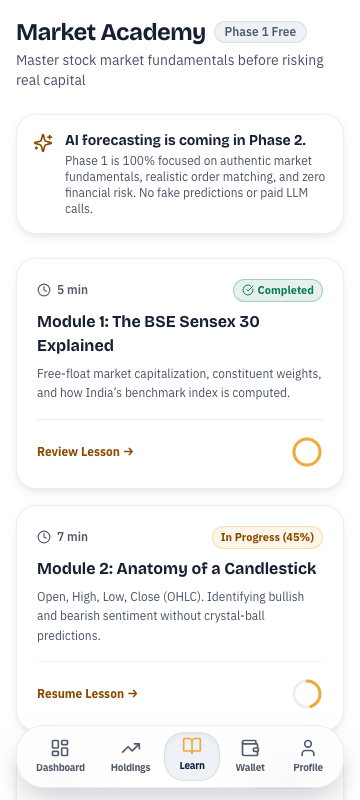 Market Academy Phase 1 Free
Master stock market fundamentals before risking
real capital
AI forecasting is coming in Phase 2.
Phase 1 is 100% focused on authentic market
fundamentals, realistic order matching, and zero
financial risk. No fake predictions or paid LLM
calls.
5 min Completed
Module 1: The BSE Sensex 30
Explained
Free-float market capitalization, constituent weights,
and how India's benchmark index is computed.
Review Lesson →
7 min In Progress (45%)
Module 2: Anatomy of a Candlestick
Open, High, Low, Close (OHLC). Identifying bullish
and bearish sentiment without crystal-ball
predictions.
Resume Lesson →
Dashboard Holdings Learn Wallet Profile